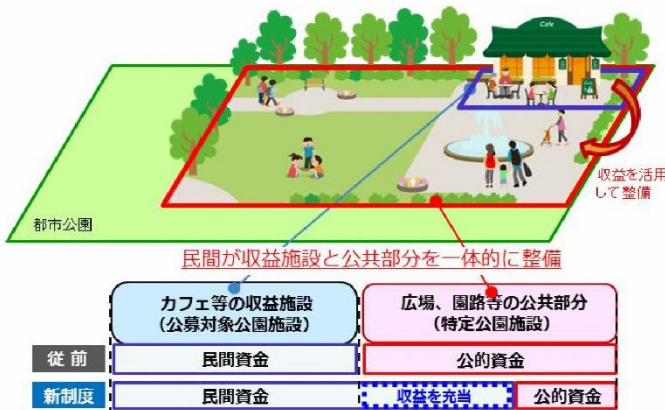 Cafe
収益を活用
して整備
都市公園
民間が収益施設と公共部分を一体的に整備
カフェ等の収益施設
(公募対象公園施設)
広場、園路等の公共部分
(特定公園施設)
従前
民間資金
公的資金
新制度
民間資金
収益を充当
公的資金